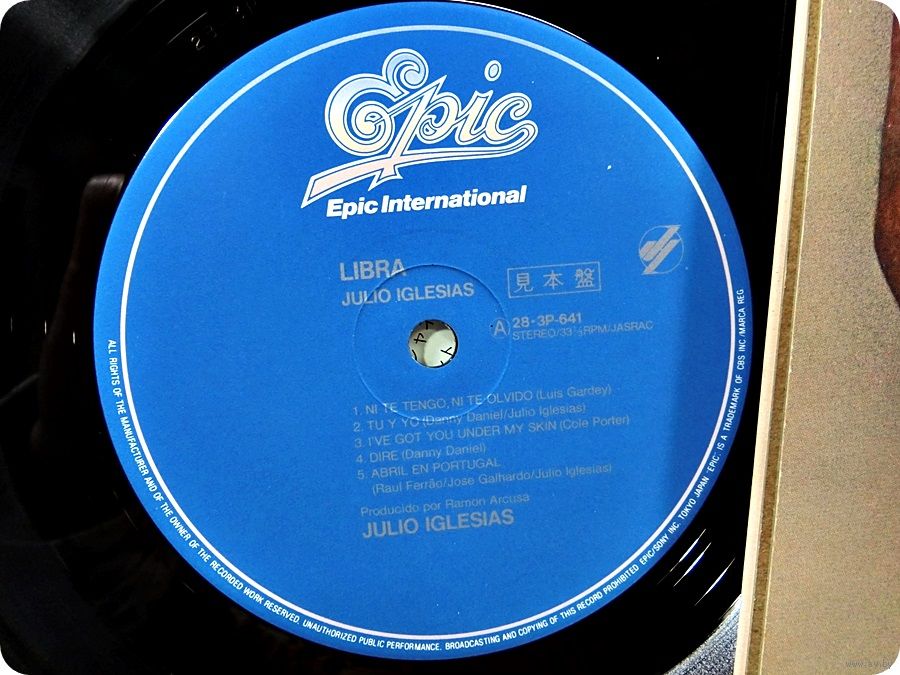 Epic
Epic International
LIBRA
JULIO IGLESIAS
見本盤
A
28・3P-641
STEREO/33⅓RPM/JASRAC
1. NI TE TENGO, NI TE OLVIDO (Luis Gardey)
2. TU Y YO (Danny Daniel/Julio Iglesias)
3. I'VE GOT YOU UNDER MY SKIN (Cole Porter)
4. DIRE (Danny Daniel)
5. ABRIL EN PORTUGAL
(Raul Ferrão/Jose Galhardo/Julio Iglesias)
Producido por Ramon Arcusa
JULIO IGLESIAS
ALL RIGHTS OF THE MANUFACTURER AND OF THE OWNER OF THE RECORDED WORK RESERVED. UNAUTHORIZED PUBLIC PERFORMANCE. BROADCASTING AND COPYING OF THIS RECORD PROHIBITED EPIC/SONY INC. TOKYO JAPAN "EPIC" IS A TRADEMARK OF CBS INC./MARCA REG